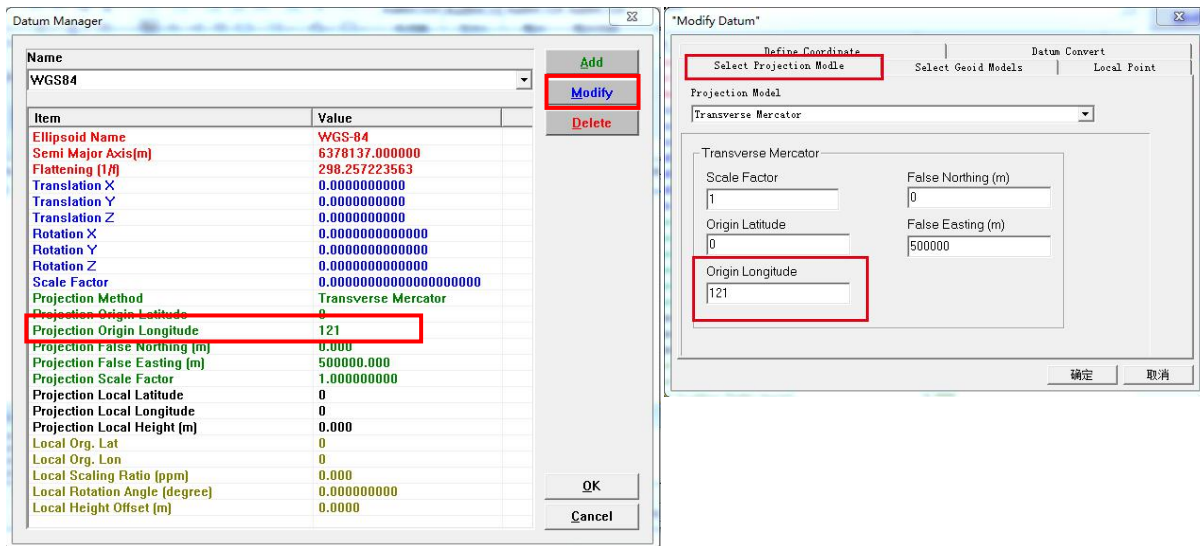 Datum Manager
Name
WGS84
Add
Modify
Delete
Item Value
Ellipsoid Name WGS-84
Semi Major Axis(m) 6378137.000000
Flattening (1/f) 298.257223563
Translation X 0.0000000000
Translation Y 0.0000000000
Translation Z 0.0000000000
Rotation X 0.0000000000000
Rotation Y 0.0000000000000
Rotation Z 0.0000000000000
Scale Factor 0.00000000000000000000
Projection Method Transverse Mercator
Projection Origin Latitude 0
Projection Origin Longitude 121
Projection False Northing (m) 0.000
Projection False Easting (m) 500000.000
Projection Scale Factor 1.000000000
Projection Local Latitude 0
Projection Local Longitude 0
Projection Local Height (m) 0.000
Local Org. Lat 0
Local Org. Lon 0
Local Scaling Ratio (ppm) 0.000
Local Rotation Angle (degree) 0.000000000
Local Height Offset (m) 0.0000
OK
Cancel
"Modify Datum"
Define Coordinate Datum Convert
Select Projection Modle Select Geoid Models Local Point
Projection Model
Transverse Mercator
Transverse Mercator
Scale Factor False Northing (m)
1 0
Origin Latitude False Easting (m)
0 500000
Origin Longitude
121
确定 取消